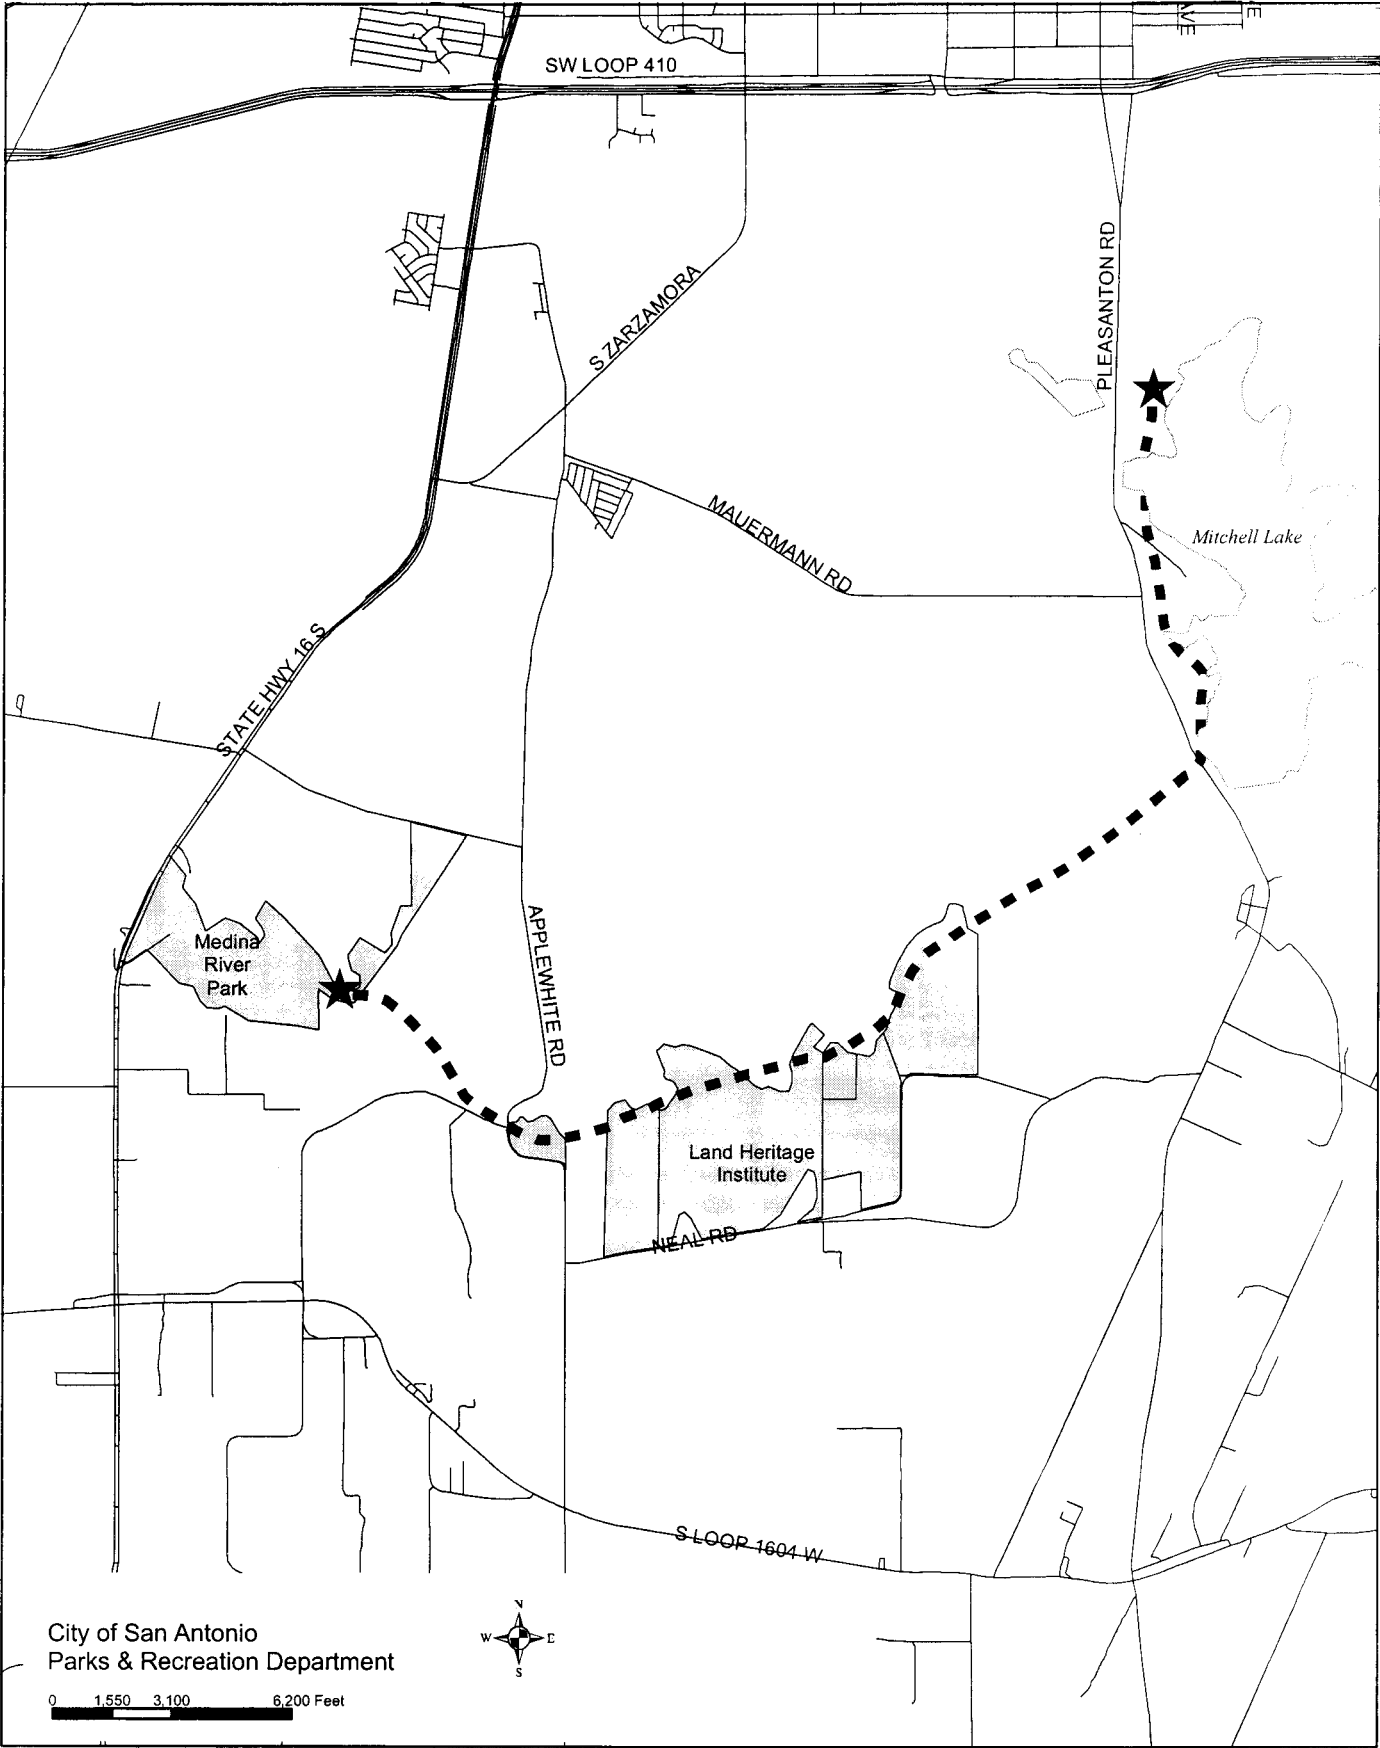 AVE
E
SW LOOP 410
PLEASANTON RD
S ZARZAMORA
MAUERMANN RD
Mitchell Lake
STATE HWY 16 S
APPLEWHITE RD
Medina
River
Park
Land Heritage
Institute
NEAL RD
S LOOP 1604 W
City of San Antonio
Parks & Recreation Department
N
W E
S
0 1,550 3,100 6,200 Feet